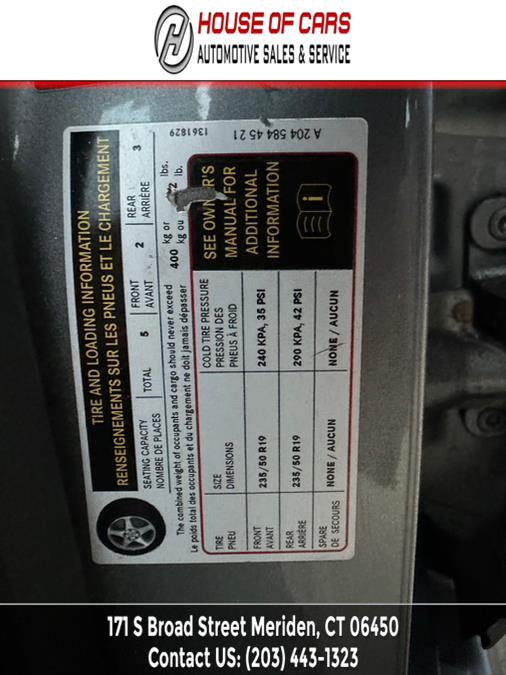 HOUSE OF CARS
AUTOMOTIVE SALES & SERVICE
TIRE AND LOADING INFORMATION
RENSEIGNEMENTS SUR LES PNEUS ET LE CHARGEMENT
SEATING CAPACITY
NOMBRE DE PLACES
TOTAL 5
FRONT
AVANT
2
REAR
ARRIÈRE
3
The combined weight of occupants and cargo should never exceed
Le poids total des occupants et du chargement ne doit jamais dépasser
400 kg or lbs.
kg ou lb.
TIRE
PNEU
SIZE
DIMENSIONS
COLD TIRE PRESSURE
PRESSION DES
PNEUS À FROID
FRONT
AVANT
235/50 R19
240 KPA, 35 PSI
REAR
ARRIÈRE
235/50 R19
290 KPA, 42 PSI
SPARE
DE SECOURS
NONE / AUCUN
NONE / AUCUN
SEE OWNER'S
MANUAL FOR
ADDITIONAL
INFORMATION
1361829
A 204 584 45 21
171 S Broad Street Meriden, CT 06450
Contact US: (203) 443-1323